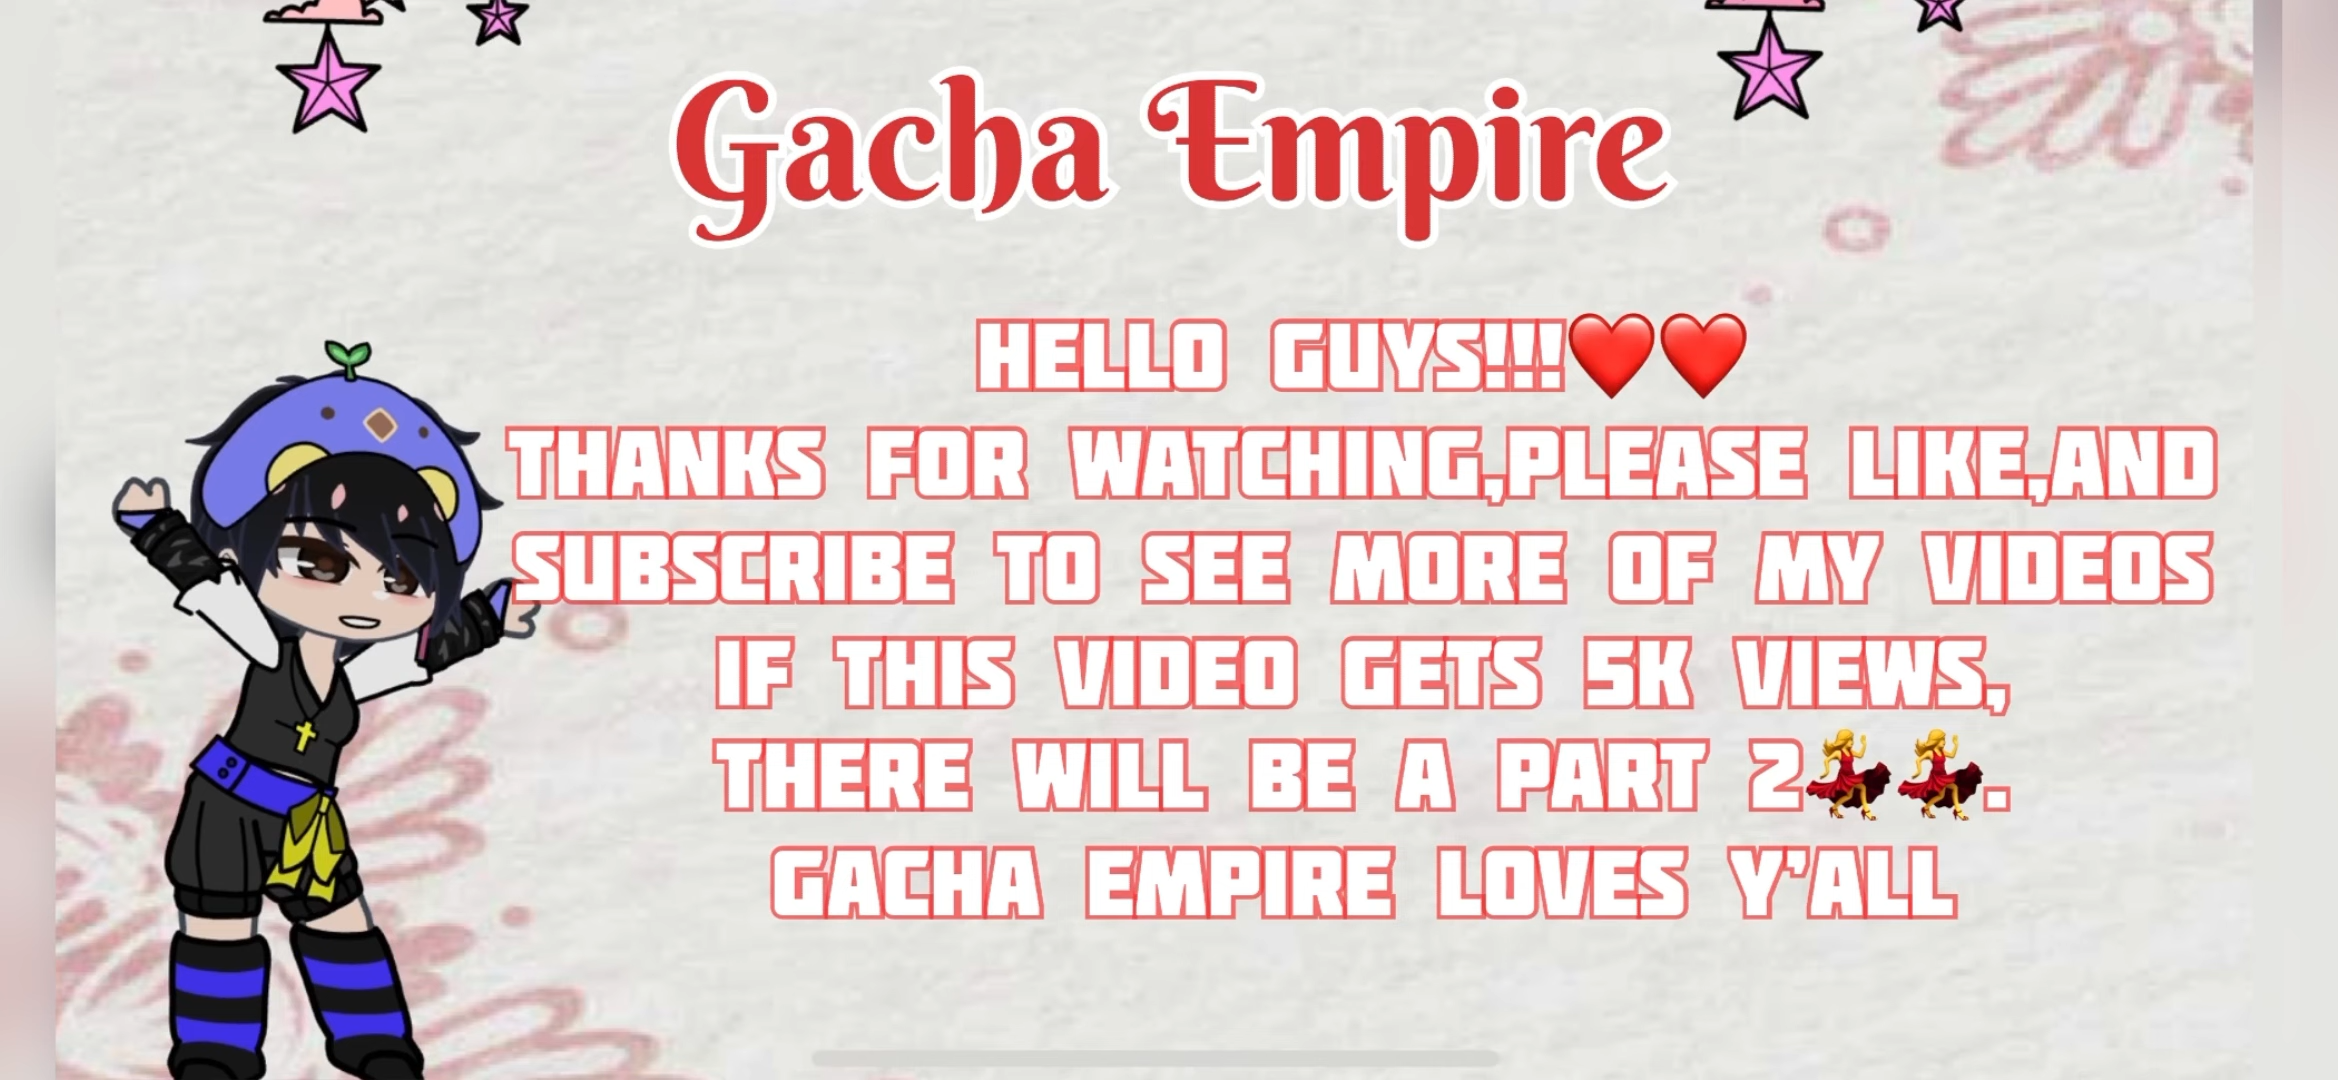 Gacha Empire
HELLO GUYS!!!❤️❤️
THANKS FOR WATCHING,PLEASE LIKE,AND
SUBSCRIBE TO SEE MORE OF MY VIDEOS
IF THIS VIDEO GETS 5K VIEWS,
THERE WILL BE A PART 2💃💃.
GACHA EMPIRE LOVES Y'ALL